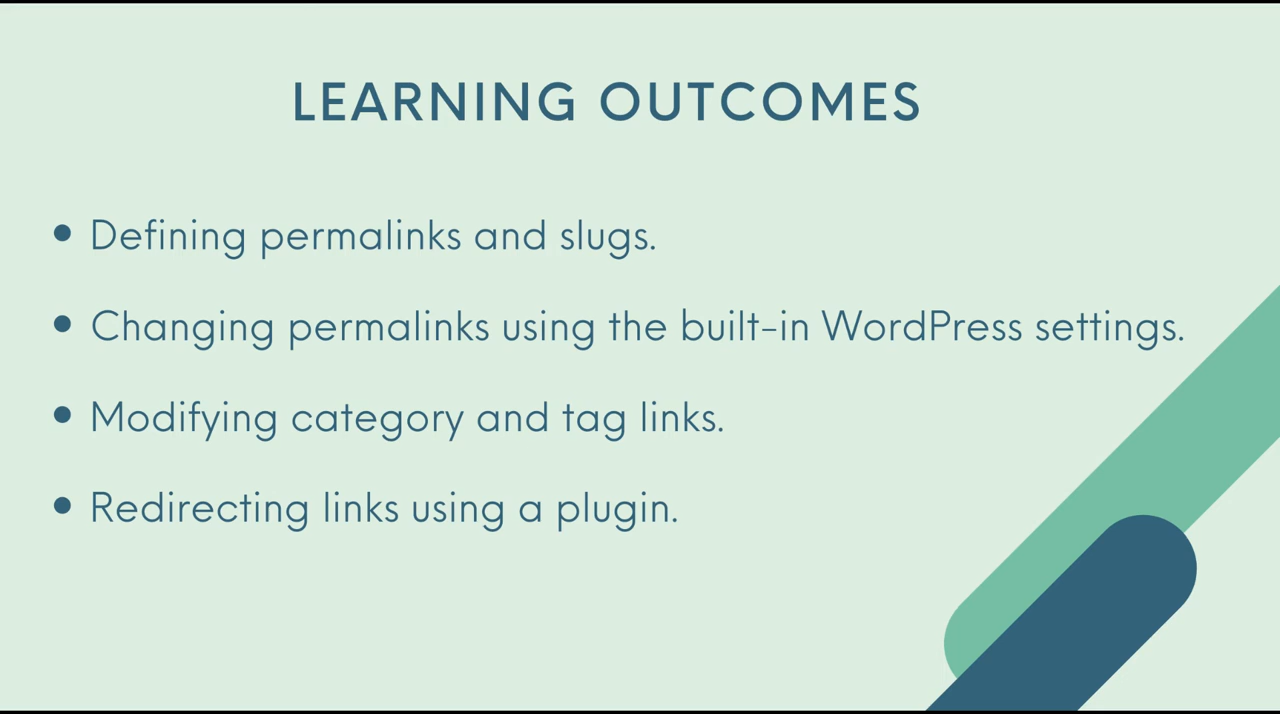 LEARNING OUTCOMES
• Defining permalinks and slugs.
• Changing permalinks using the built-in WordPress settings.
• Modifying category and tag links.
• Redirecting links using a plugin.